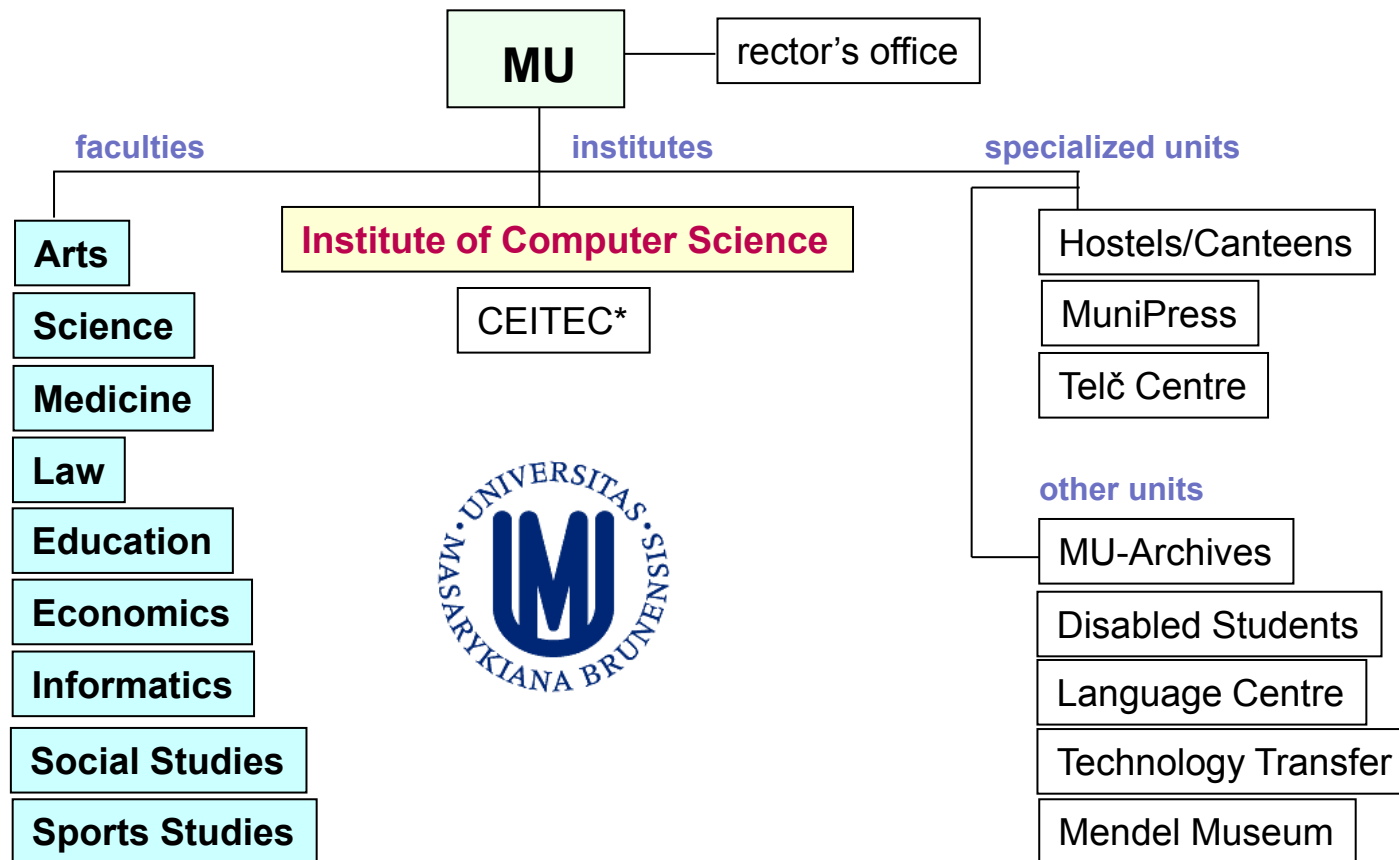 MU
rector’s office
faculties
institutes
specialized units
Arts
Science
Medicine
Law
Education
Economics
Informatics
Social Studies
Sports Studies
Institute of Computer Science
CEITEC*
UNIVERSITAS · MASARYKIANA BRUNENSIS ·
MU
Hostels/Canteens
MuniPress
Telč Centre
other units
MU-Archives
Disabled Students
Language Centre
Technology Transfer
Mendel Museum